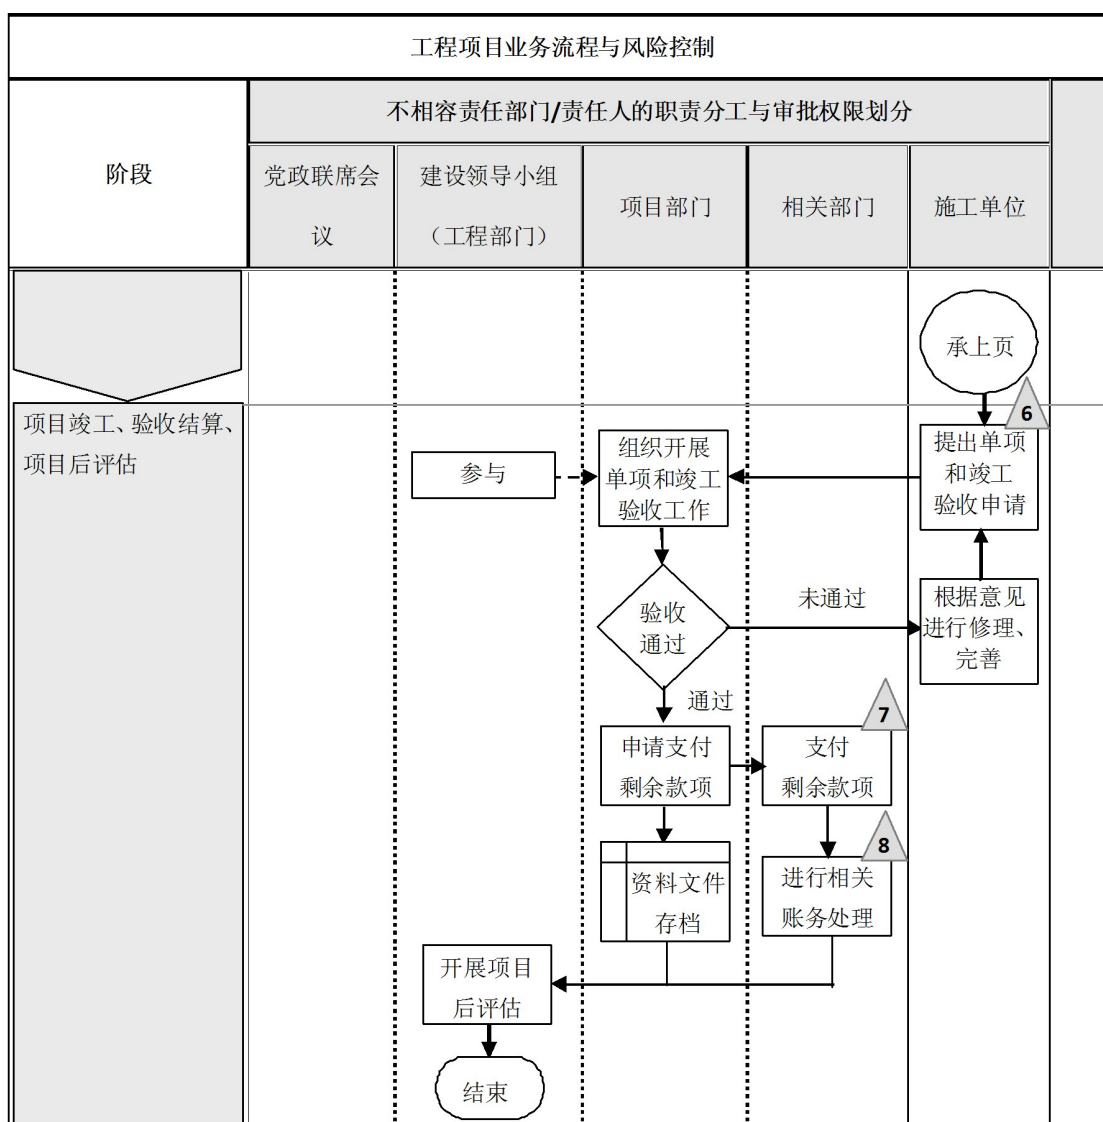 工程项目业务流程与风险控制
不相容责任部门/责任人的职责分工与审批权限划分
阶段
党政联席会
议
建设领导小组
（工程部门）
项目部门
相关部门
施工单位
承上页
6
项目竣工、验收结算、
项目后评估
参与
组织开展
单项和竣工
验收工作
提出单项
和竣工
验收申请
验收
通过
未通过
根据意见
进行修理、
完善
通过
7
申请支付
剩余款项
支付
剩余款项
8
资料文件
存档
进行相关
账务处理
开展项目
后评估
结束